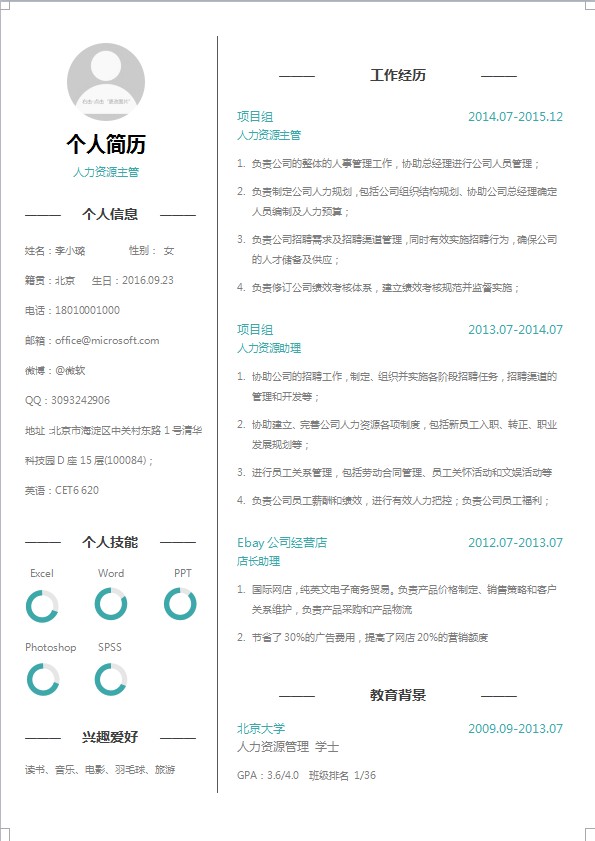 个人简历
人力资源主管
个人信息
姓名：李小璐 性别： 女
籍贯：北京 生日：2016.09.23
电话：18010001000
邮箱：office@microsoft.com
微博：@微软
QQ：3093242906
地址：北京市海淀区中关村东路1号清华
科技园D座15层(100084)；
英语：CET6 620
个人技能
Excel Word PPT
Photoshop SPSS
兴趣爱好
读书、音乐、电影、羽毛球、旅游
工作经历
项目组 2014.07-2015.12
人力资源主管
1. 负责公司的整体的人事管理工作，协助总经理进行公司人员管理；
2. 负责制定公司人力规划，包括公司组织结构规划、协助公司总经理确定
人员编制及人力预算；
3. 负责公司招聘需求及招聘渠道管理，同时有效实施招聘行为，确保公司
的人才储备及供应；
4. 负责修订公司绩效考核体系，建立绩效考核规范并监督实施；
项目组 2013.07-2014.07
人力资源助理
1. 协助公司的招聘工作，制定、组织并实施各阶段招聘任务，招聘渠道的
管理和开发等；
2. 协助建立、完善公司人力资源各项制度，包括新员工入职、转正、职业
发展规划等；
3. 进行员工关系管理，包括劳动合同管理、员工关怀活动和文娱活动等
4. 负责公司员工薪酬和绩效，进行有效人力把控；负责公司员工福利；
Ebay 公司经营店 2012.07-2013.07
店长助理
1. 国际网店，纯英文电子商务贸易。负责产品价格制定、销售策略和客户
关系维护，负责产品采购和产品物流
2. 节省了30%的广告费用，提高了网店20%的营销额度
教育背景
北京大学 2009.09-2013.07
人力资源管理 学士
GPA：3.6/4.0 班级排名 1/36